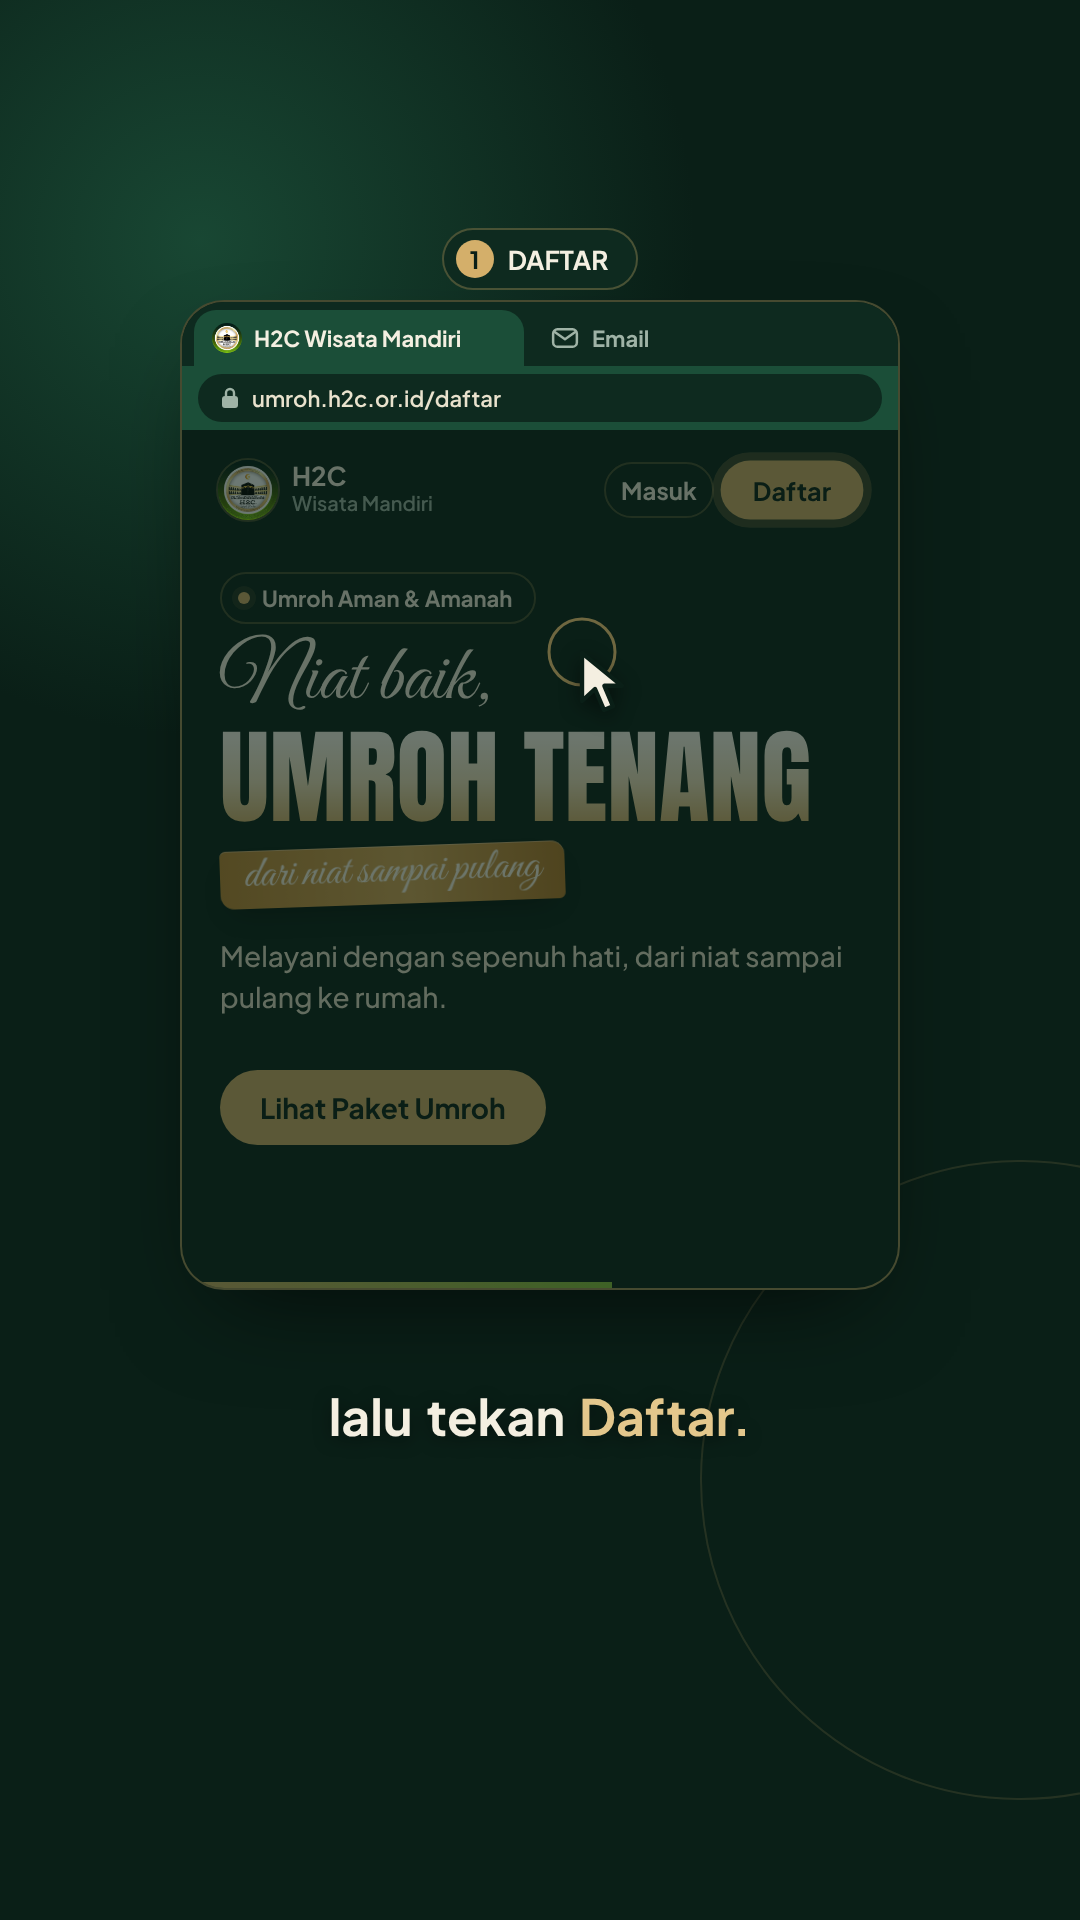 1 DAFTAR
H2C Wisata Mandiri
Email
umroh.h2c.or.id/daftar
H2C
Wisata Mandiri
Masuk
Daftar
Umroh Aman & Amanah
Niat baik,
UMROH TENANG
dari niat sampai pulang
Melayani dengan sepenuh hati, dari niat sampai
pulang ke rumah.
Lihat Paket Umroh
lalu tekan Daftar.